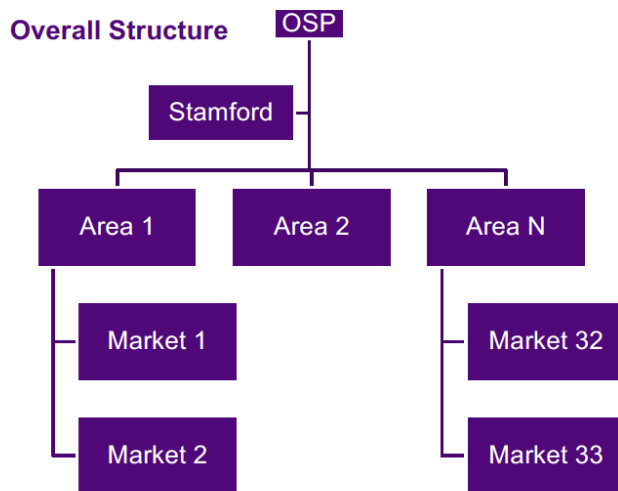 Overall Structure
OSP
Stamford
Area 1
Area 2
Area N
Market 1
Market 32
Market 2
Market 33